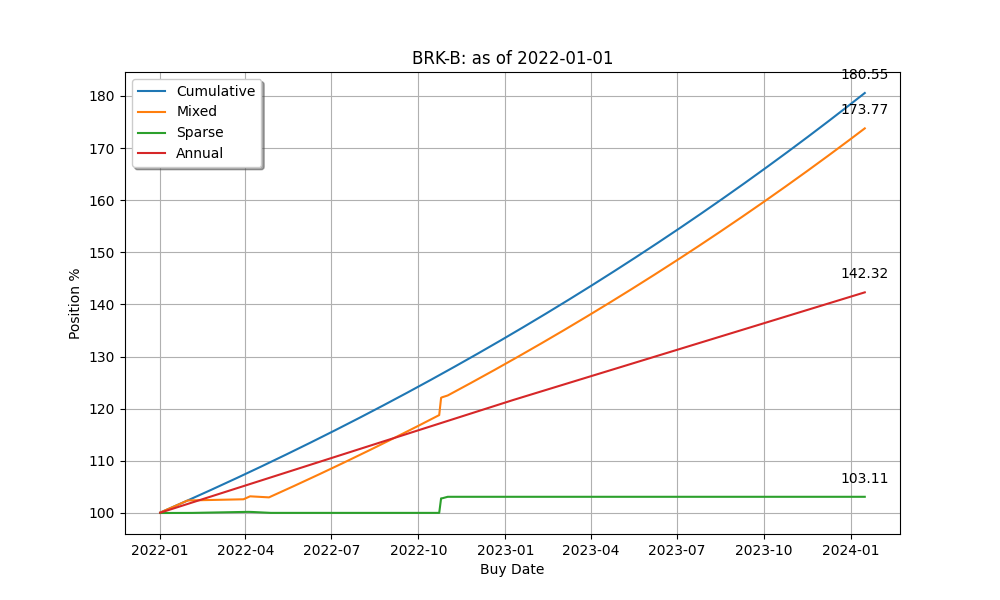 BRK-B: as of 2022-01-01
Cumulative
Mixed
Sparse
Annual
180.55
173.77
142.32
103.11
Position %
180
170
160
150
140
130
120
110
100
2022-01 2022-04 2022-07 2022-10 2023-01 2023-04 2023-07 2023-10 2024-01
Buy Date